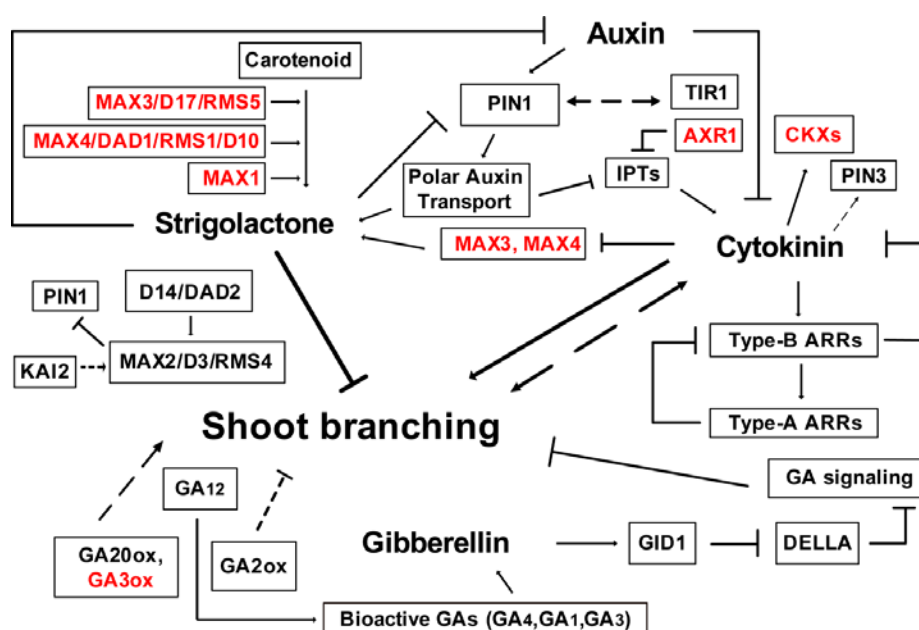 Auxin
Carotenoid
MAX3/D17/RMS5
PIN1
TIR1
MAX4/DAD1/RMS1/D10
AXR1
CKXs
MAX1
Polar Auxin
Transport
IPTs
PIN3
Strigolactone
MAX3, MAX4
Cytokinin
PIN1
D14/DAD2
KAI2
MAX2/D3/RMS4
Type-B ARRs
Type-A ARRs
Shoot branching
GA12
GA signaling
GA20ox,
GA3ox
GA2ox
Gibberellin
GID1
DELLA
Bioactive GAs (GA4,GA1,GA3)